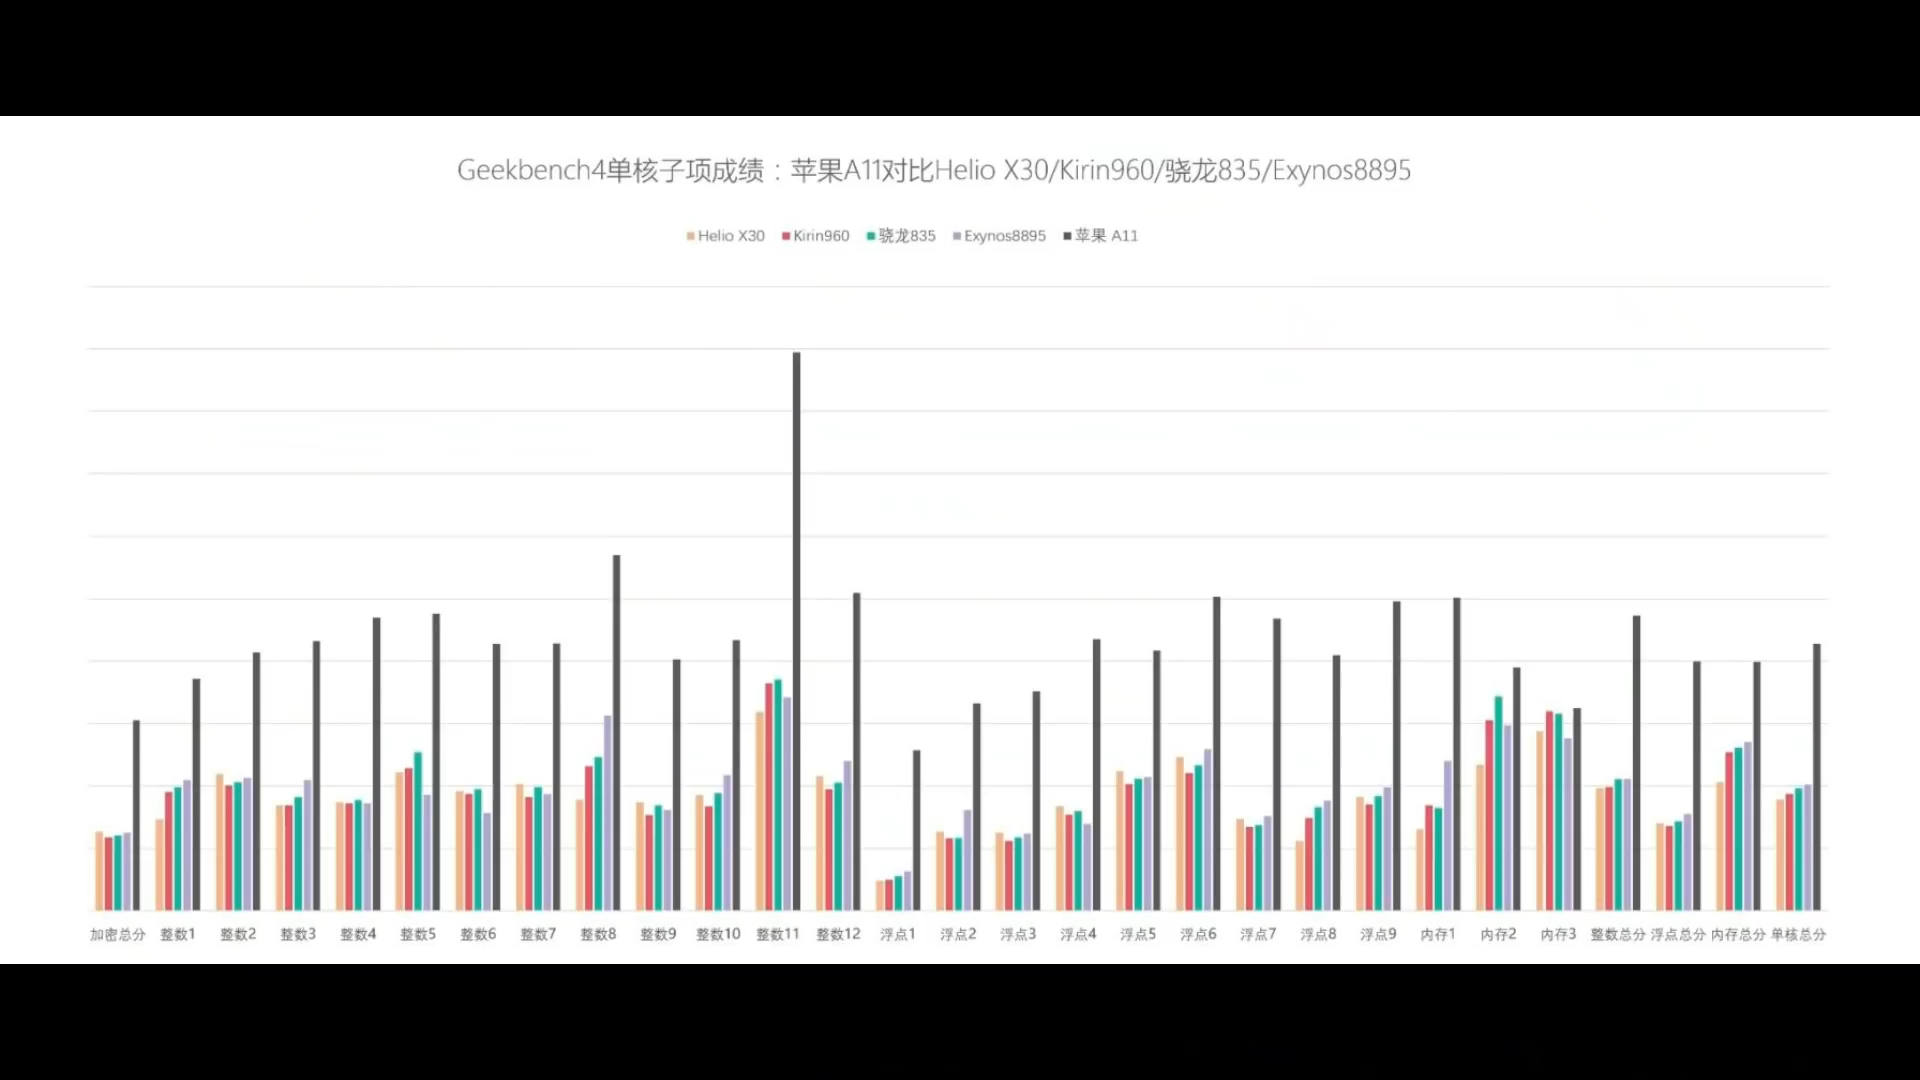 Geekbench4单核子项成绩：苹果A11对比Helio X30/Kirin960/骁龙835/Exynos8895
Helio X30 Kirin960 骁龙835 Exynos8895 苹果 A11
加密总分 整数1 整数2 整数3 整数4 整数5 整数6 整数7 整数8 整数9 整数10 整数11 整数12 浮点1 浮点2 浮点3 浮点4 浮点5 浮点6 浮点7 浮点8 浮点9 内存1 内存2 内存3 整数总分 浮点总分 内存总分 单核总分